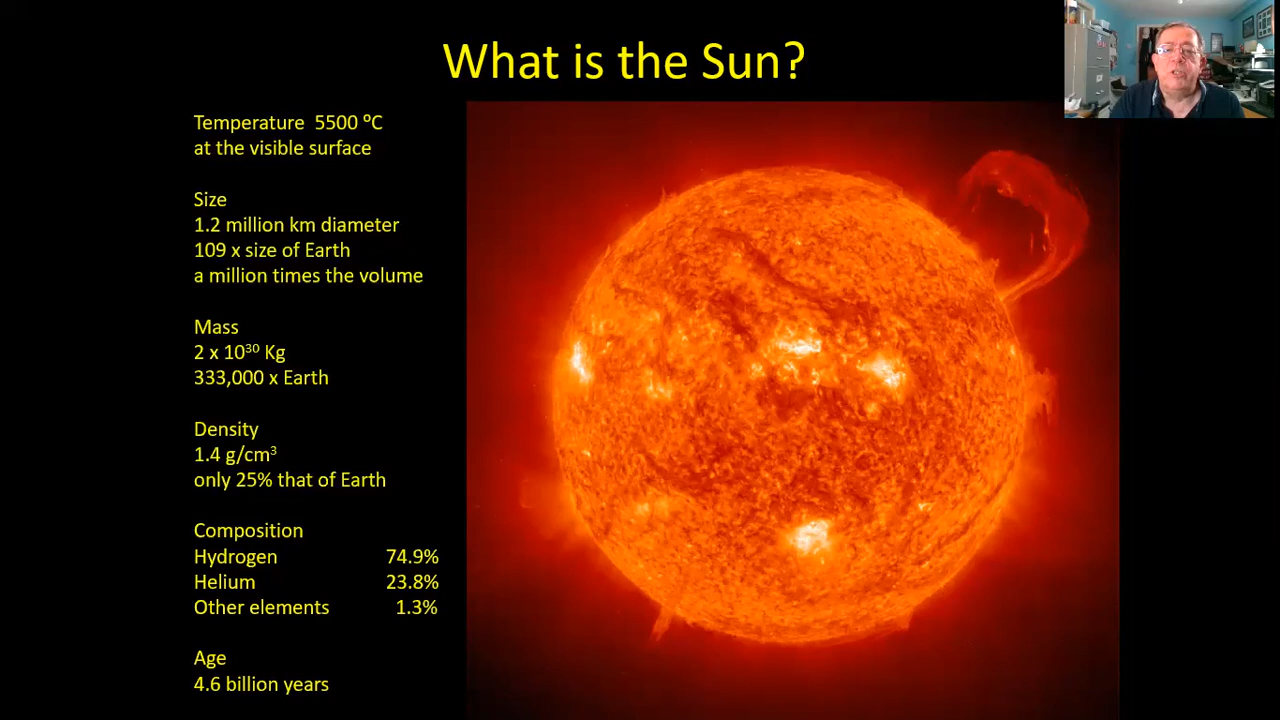 What is the Sun?
Temperature 5500 °C
at the visible surface
Size
1.2 million km diameter
109 x size of Earth
a million times the volume
Mass
2 x 10³⁰ Kg
333,000 x Earth
Density
1.4 g/cm³
only 25% that of Earth
Composition
Hydrogen 74.9%
Helium 23.8%
Other elements 1.3%
Age
4.6 billion years